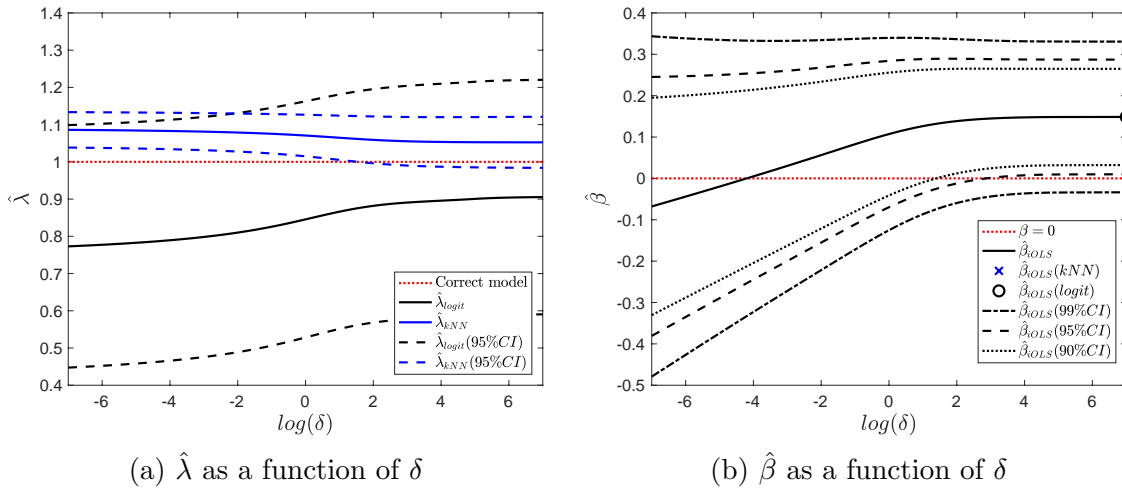 1.4
1.3
1.2
1.1
1
0.9
0.8
0.7
0.6
0.5
0.4
λ̂
-6 -4 -2 0 2 4 6
log(δ)
Correct model
λ̂logit
λ̂kNN
λ̂logit(95%CI)
λ̂kNN(95%CI)
(a) λ̂ as a function of δ
0.4
0.3
0.2
0.1
0
-0.1
-0.2
-0.3
-0.4
-0.5
β̂
-6 -4 -2 0 2 4 6
log(δ)
β = 0
β̂iOLS
β̂iOLS(kNN)
β̂iOLS(logit)
β̂iOLS(99%CI)
β̂iOLS(95%CI)
β̂iOLS(90%CI)
(b) β̂ as a function of δ